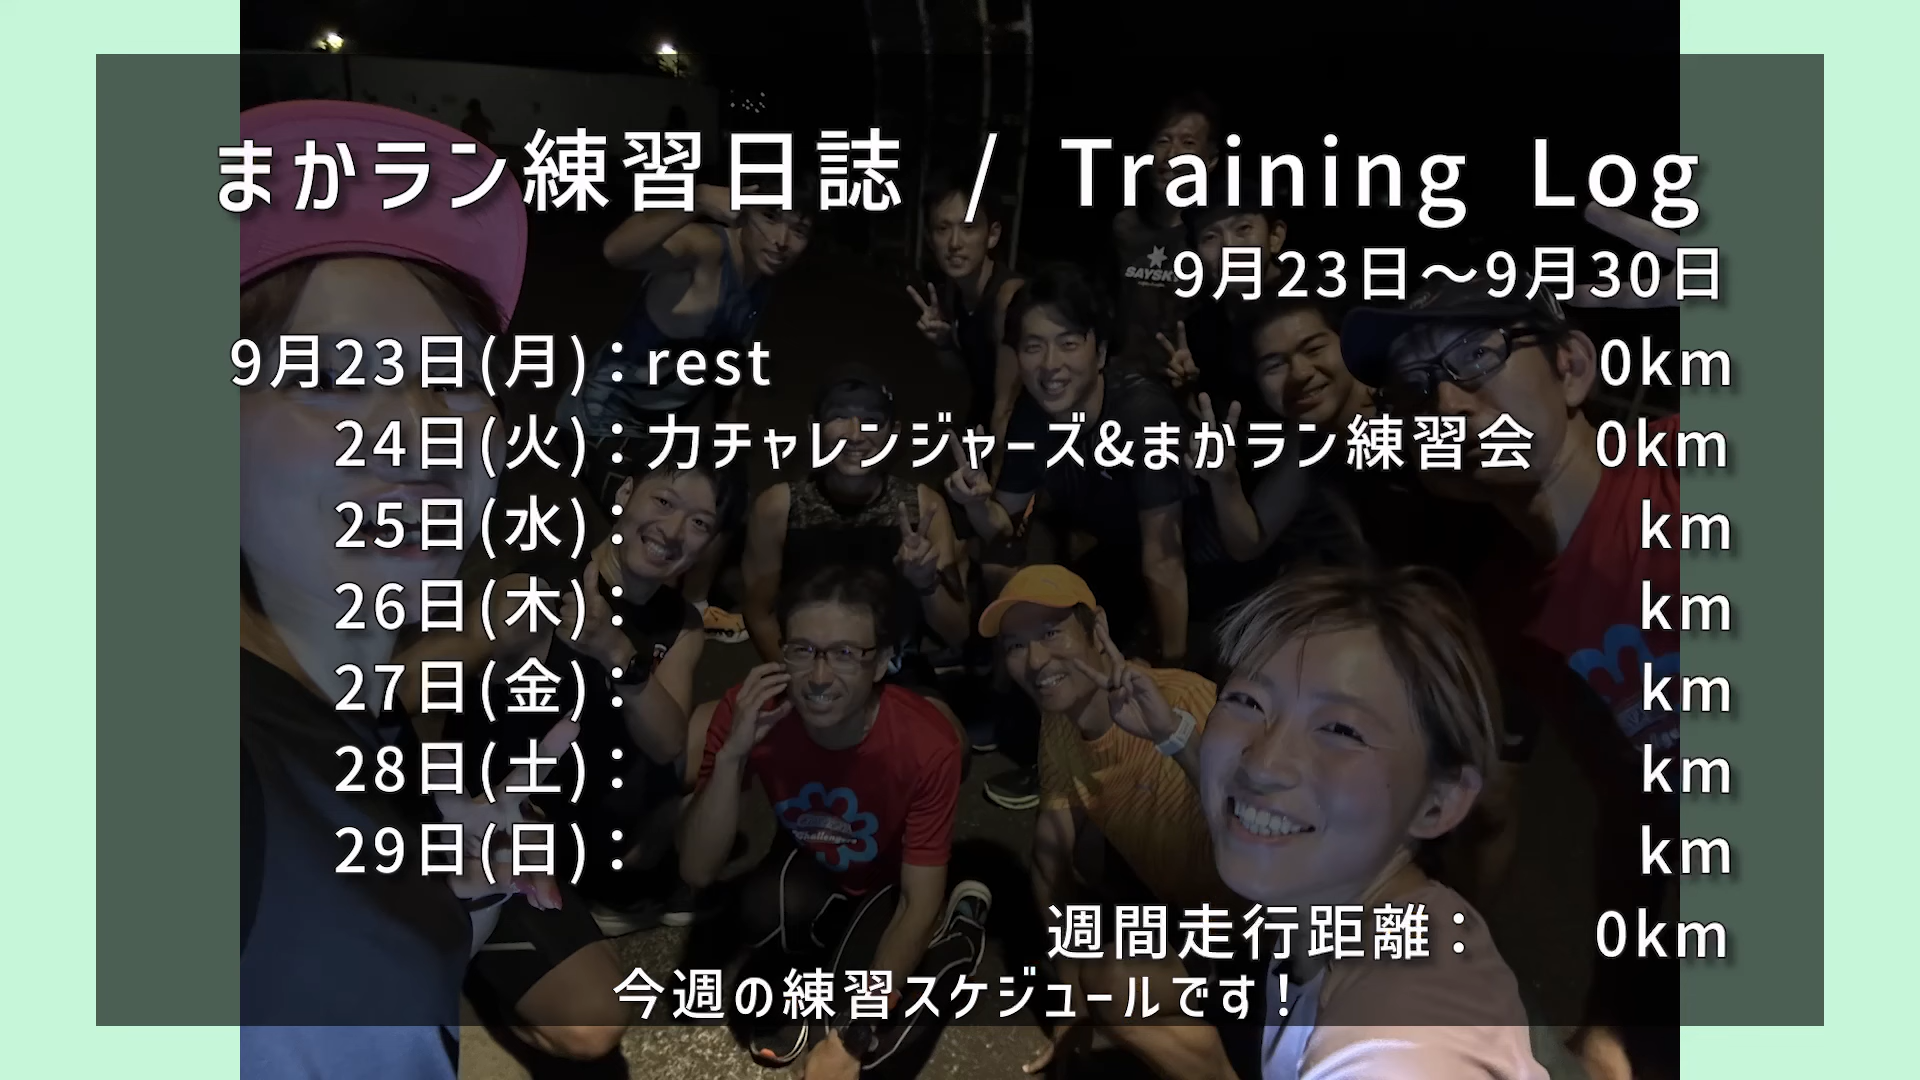 まかラン練習日誌 / Training Log
9月23日〜9月30日
9月23日(月)：rest 0km
24日(火)：力チャレンジャーズ&まかラン練習会 0km
25日(水)： km
26日(木)： km
27日(金)： km
28日(土)： km
29日(日)： km
週間走行距離： 0km
今週の練習スケジュールです！
SAYSK